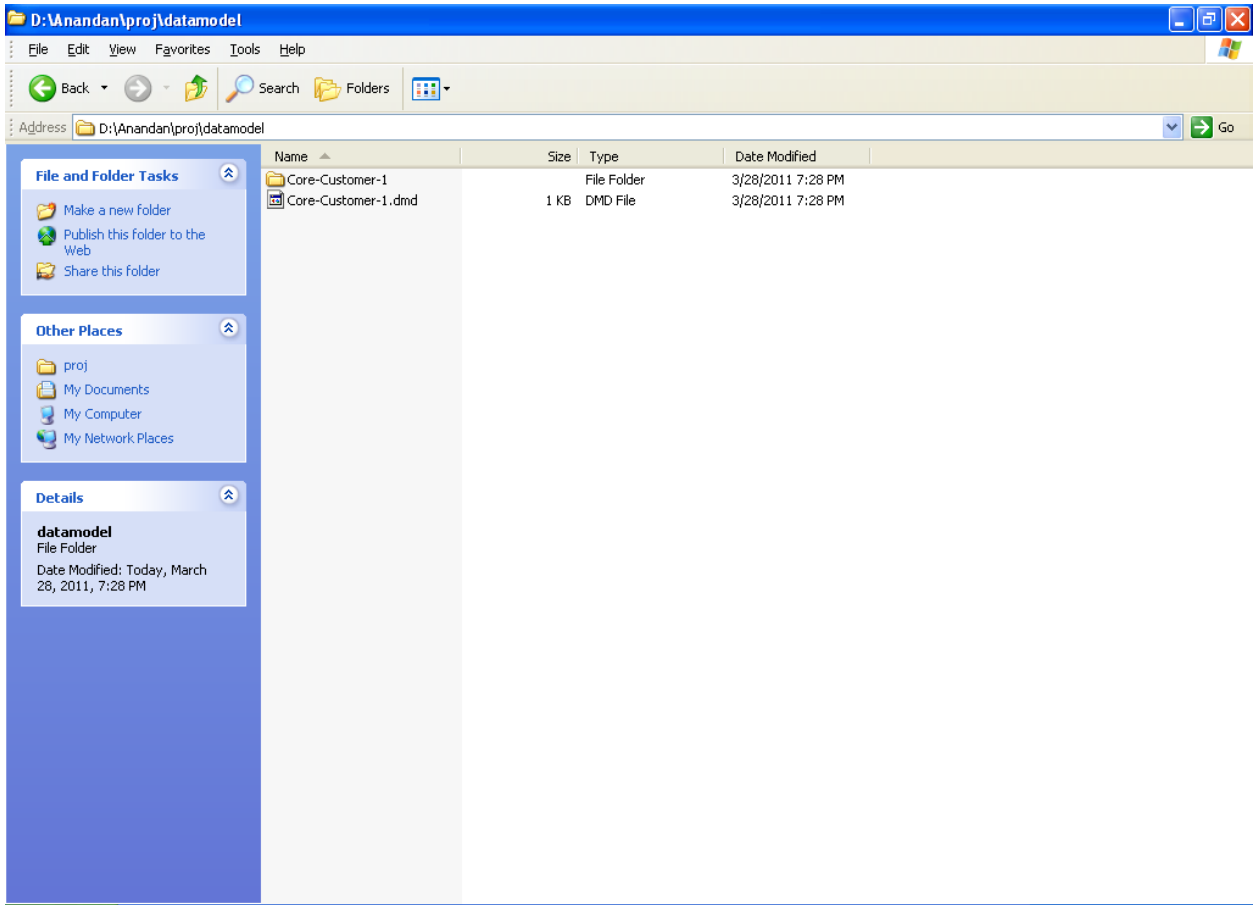 D:\Anandan\proj\datamodel
File Edit View Favorites Tools Help
Back Search Folders
Address D:\Anandan\proj\datamodel Go
Name Size Type Date Modified
File and Folder Tasks
Make a new folder
Publish this folder to the
Web
Share this folder
Other Places
proj
My Documents
My Computer
My Network Places
Details
datamodel
File Folder
Date Modified: Today, March
28, 2011, 7:28 PM
Core-Customer-1 File Folder 3/28/2011 7:28 PM
Core-Customer-1.dmd 1 KB DMD File 3/28/2011 7:28 PM